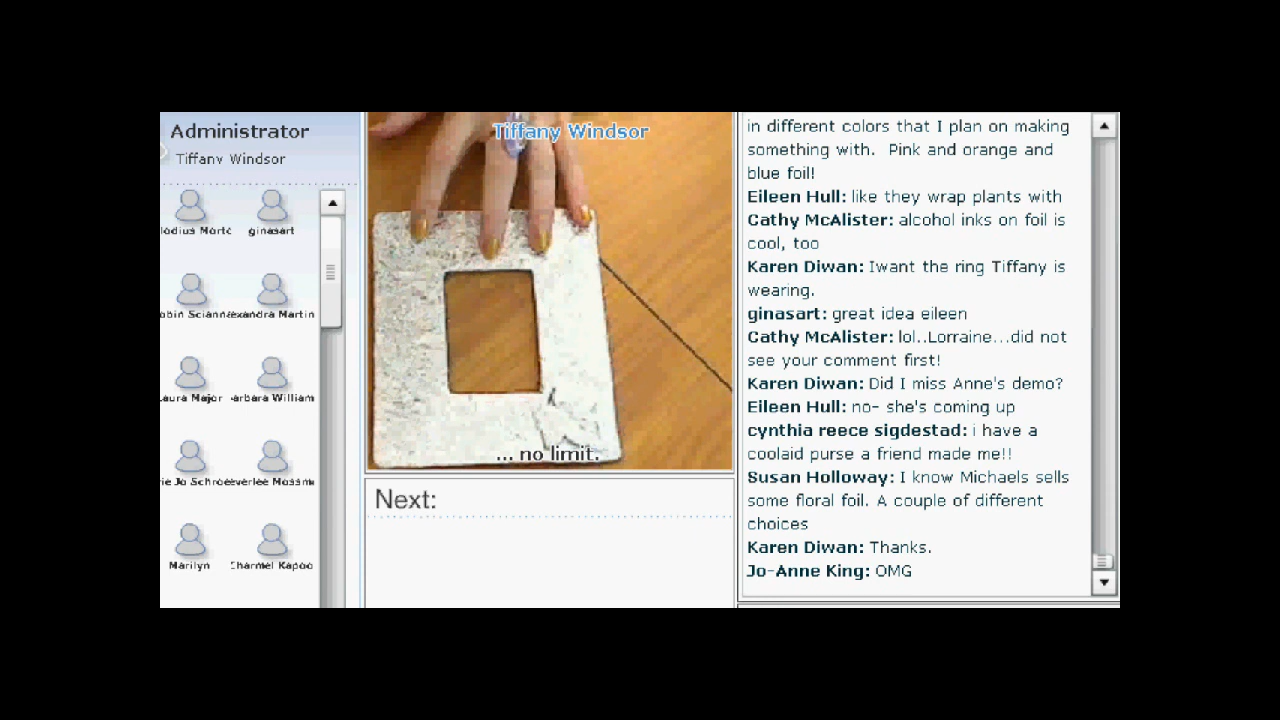 Administrator
Tiffany Windsor
ginasart
Marilyn
Tiffany Windsor
... no limit.
Next:
in different colors that I plan on making
something with. Pink and orange and
blue foil!
Eileen Hull: like they wrap plants with
Cathy McAlister: alcohol inks on foil is
cool, too
Karen Diwan: Iwant the ring Tiffany is
wearing.
ginasart: great idea eileen
Cathy McAlister: lol..Lorraine...did not
see your comment first!
Karen Diwan: Did I miss Anne's demo?
Eileen Hull: no- she's coming up
cynthia reece sigdestad: i have a
coolaid purse a friend made me!!
Susan Holloway: I know Michaels sells
some floral foil. A couple of different
choices
Karen Diwan: Thanks.
Jo-Anne King: OMG